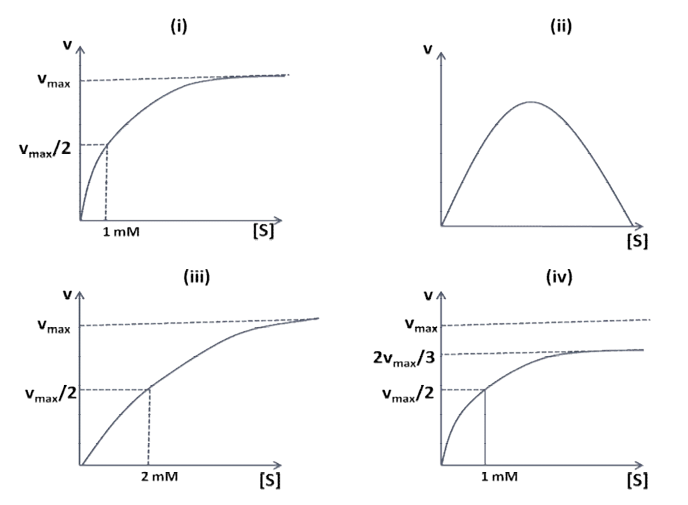 (i)
v
vmax
vmax/2
1 mM
[S]
(ii)
v
[S]
(iii)
v
vmax
vmax/2
2 mM
[S]
(iv)
v
vmax
2vmax/3
vmax/2
1 mM
[S]